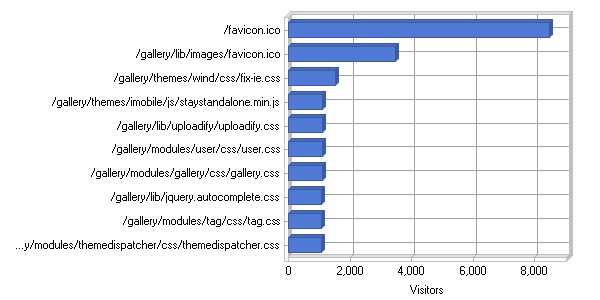 /favicon.ico
/gallery/lib/images/favicon.ico
/gallery/themes/wind/css/fix-ie.css
/gallery/themes/imobile/js/staystandalone.min.js
/gallery/lib/uploadify/uploadify.css
/gallery/modules/user/css/user.css
/gallery/modules/gallery/css/gallery.css
/gallery/lib/jquery.autocomplete.css
/gallery/modules/tag/css/tag.css
...y/modules/themedispatcher/css/themedispatcher.css
0 2,000 4,000 6,000 8,000
Visitors